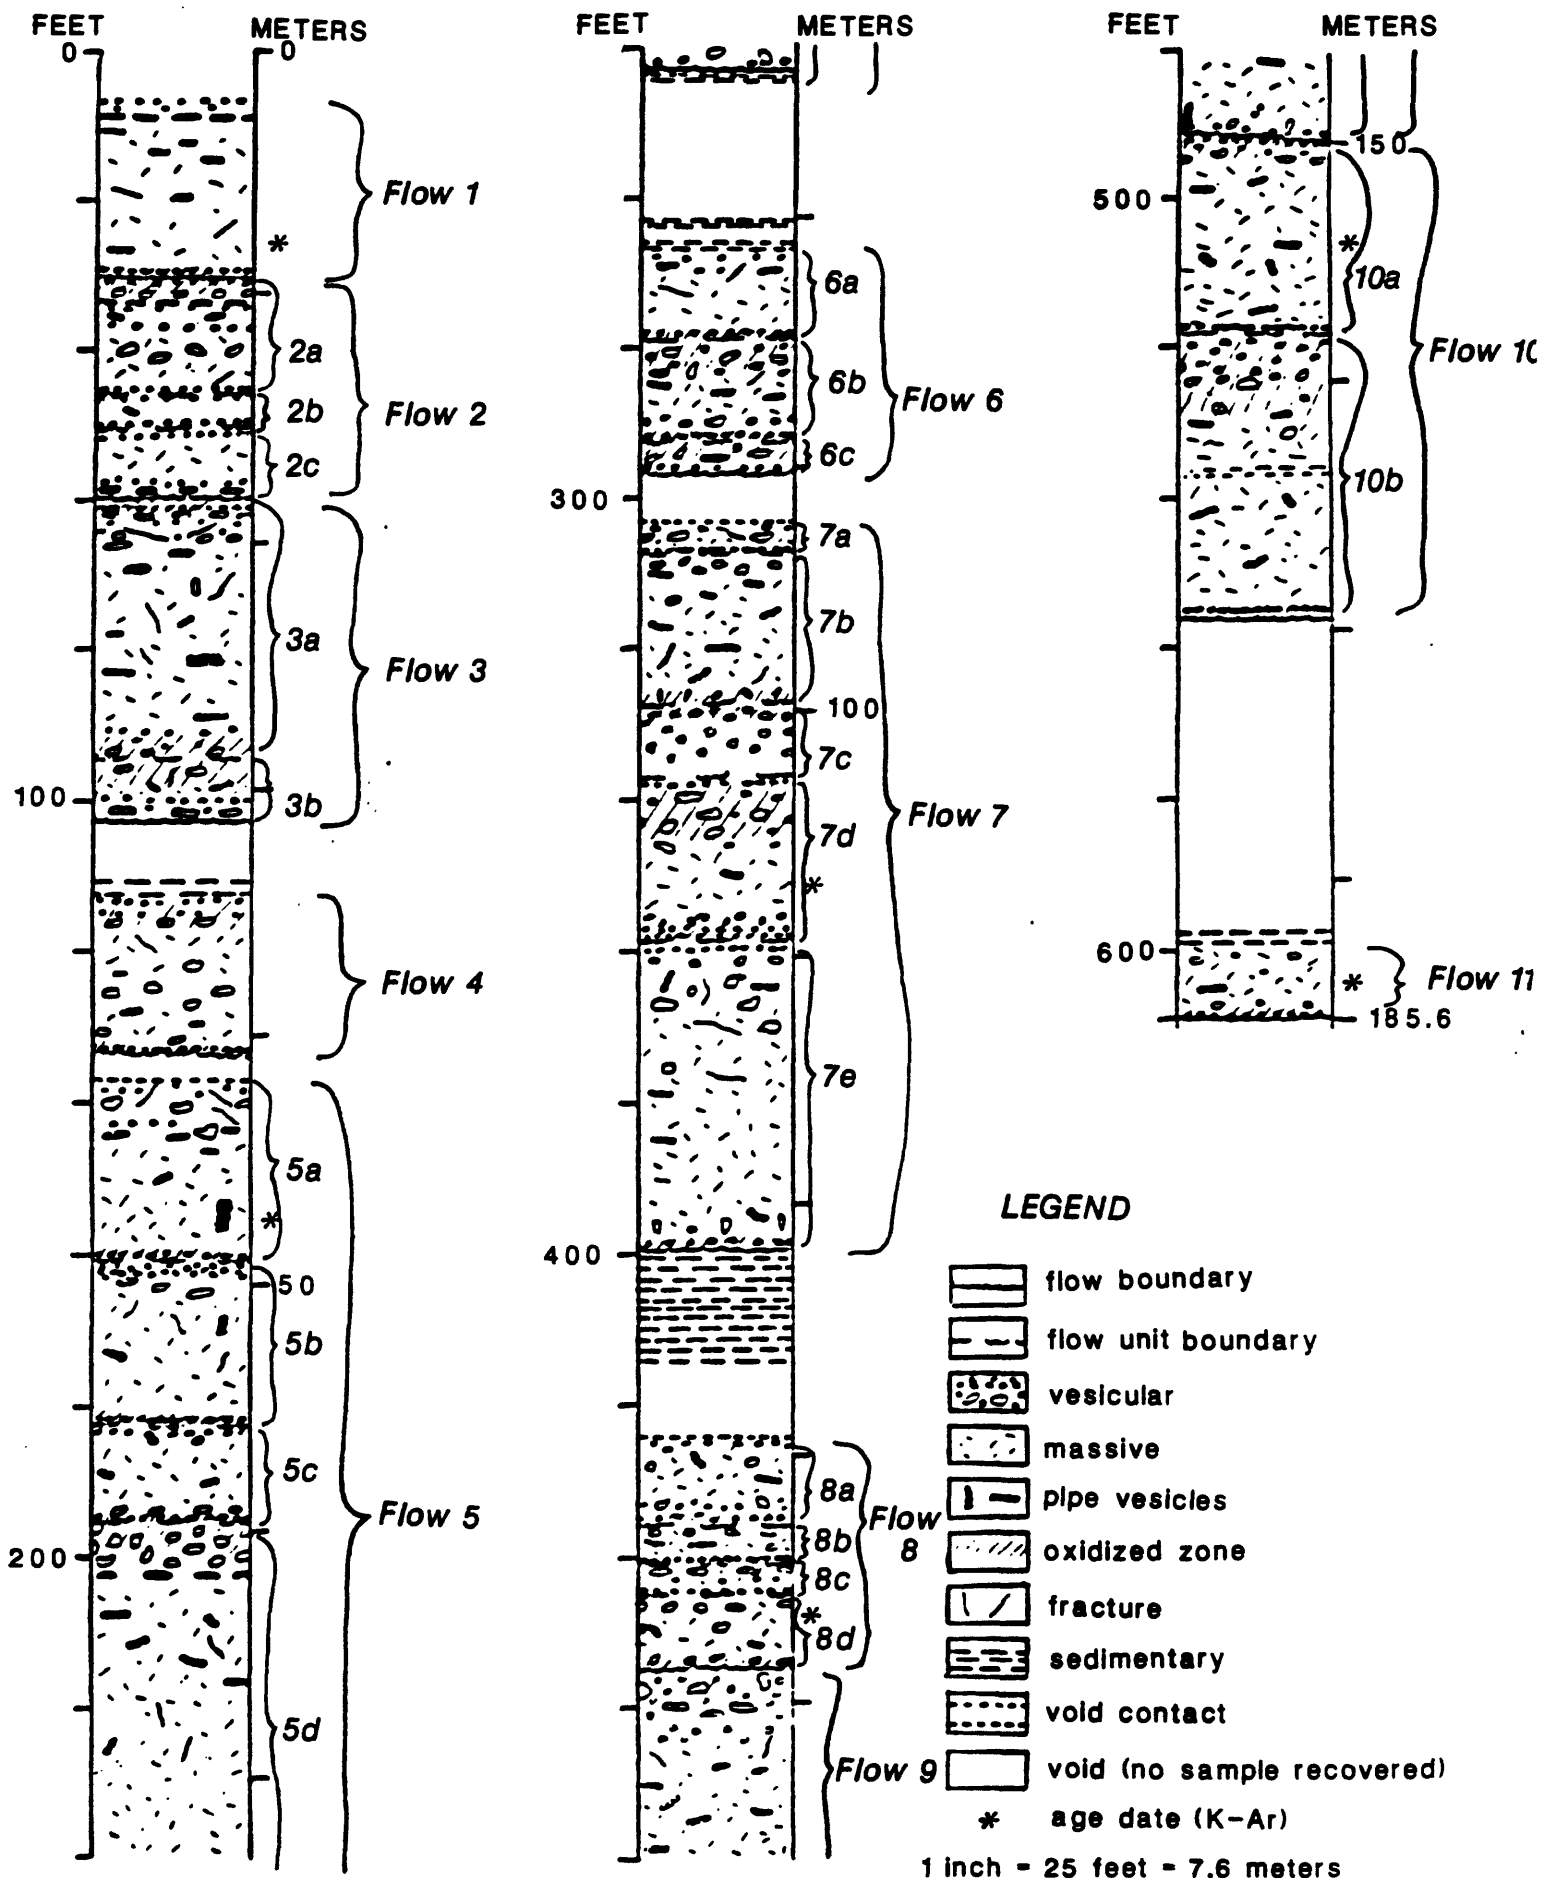 FEET METERS
0 0
Flow 1
*
2a
2b
Flow 2
2c
3a
Flow 3
100
3b
Flow 4
5a
*
50
5b
5c
Flow 5
200
5d
FEET METERS
6a
6b
Flow 6
6c
300
7a
7b
100
7c
Flow 7
7d
*
7e
400
8a
Flow
8
8b
8c
*
8d
Flow 9
FEET METERS
150
500
*
10a
Flow 10
10b
600
Flow 11
*
185.6
LEGEND
flow boundary
flow unit boundary
vesicular
massive
pipe vesicles
oxidized zone
fracture
sedimentary
void contact
void (no sample recovered)
* age date (K-Ar)
1 inch = 25 feet = 7.6 meters